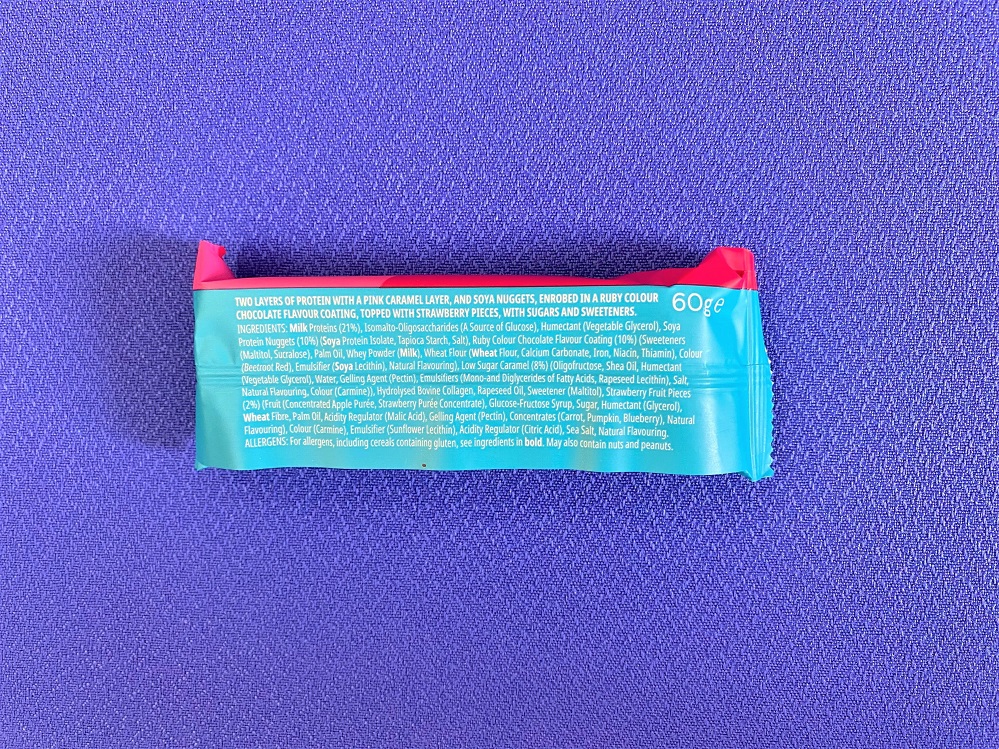 TWO LAYERS OF PROTEIN WITH A PINK CARAMEL LAYER, AND SOYA NUGGETS, ENROBED IN A RUBY COLOUR
CHOCOLATE FLAVOUR COATING, TOPPED WITH STRAWBERRY PIECES, WITH SUGARS AND SWEETENERS.
60g e
INGREDIENTS: Milk Proteins (21%), Isomalto-Oligosaccharides (A Source of Glucose), Humectant (Vegetable Glycerol), Soya
Protein Nuggets (10%) (Soya Protein Isolate, Tapioca Starch, Salt), Ruby Colour Chocolate Flavour Coating (10%) (Sweeteners
(Maltitol, Sucralose), Palm Oil, Whey Powder (Milk), Wheat Flour (Wheat Flour, Calcium Carbonate, Iron, Niacin, Thiamin), Colour
(Beetroot Red), Emulsifier (Soya Lecithin), Natural Flavouring), Low Sugar Caramel (8%) (Oligofructose, Shea Oil, Humectant
(Vegetable Glycerol), Water, Gelling Agent (Pectin), Emulsifiers (Mono-and Diglycerides of Fatty Acids, Rapeseed Lecithin), Salt,
Natural Flavouring, Colour (Carmine)), Hydrolysed Bovine Collagen, Rapeseed Oil, Sweetener (Maltitol), Strawberry Fruit Pieces
(2%) (Fruit (Concentrated Apple Purée, Strawberry Purée Concentrate), Glucose-Fructose Syrup, Sugar, Humectant (Glycerol),
Wheat Fibre, Palm Oil, Acidity Regulator (Malic Acid), Gelling Agent (Pectin), Concentrates (Carrot, Pumpkin, Blueberry), Natural
Flavouring), Colour (Carmine), Emulsifier (Sunflower Lecithin), Acidity Regulator (Citric Acid), Sea Salt, Natural Flavouring.
ALLERGENS: For allergens, including cereals containing gluten, see ingredients in bold. May also contain nuts and peanuts.